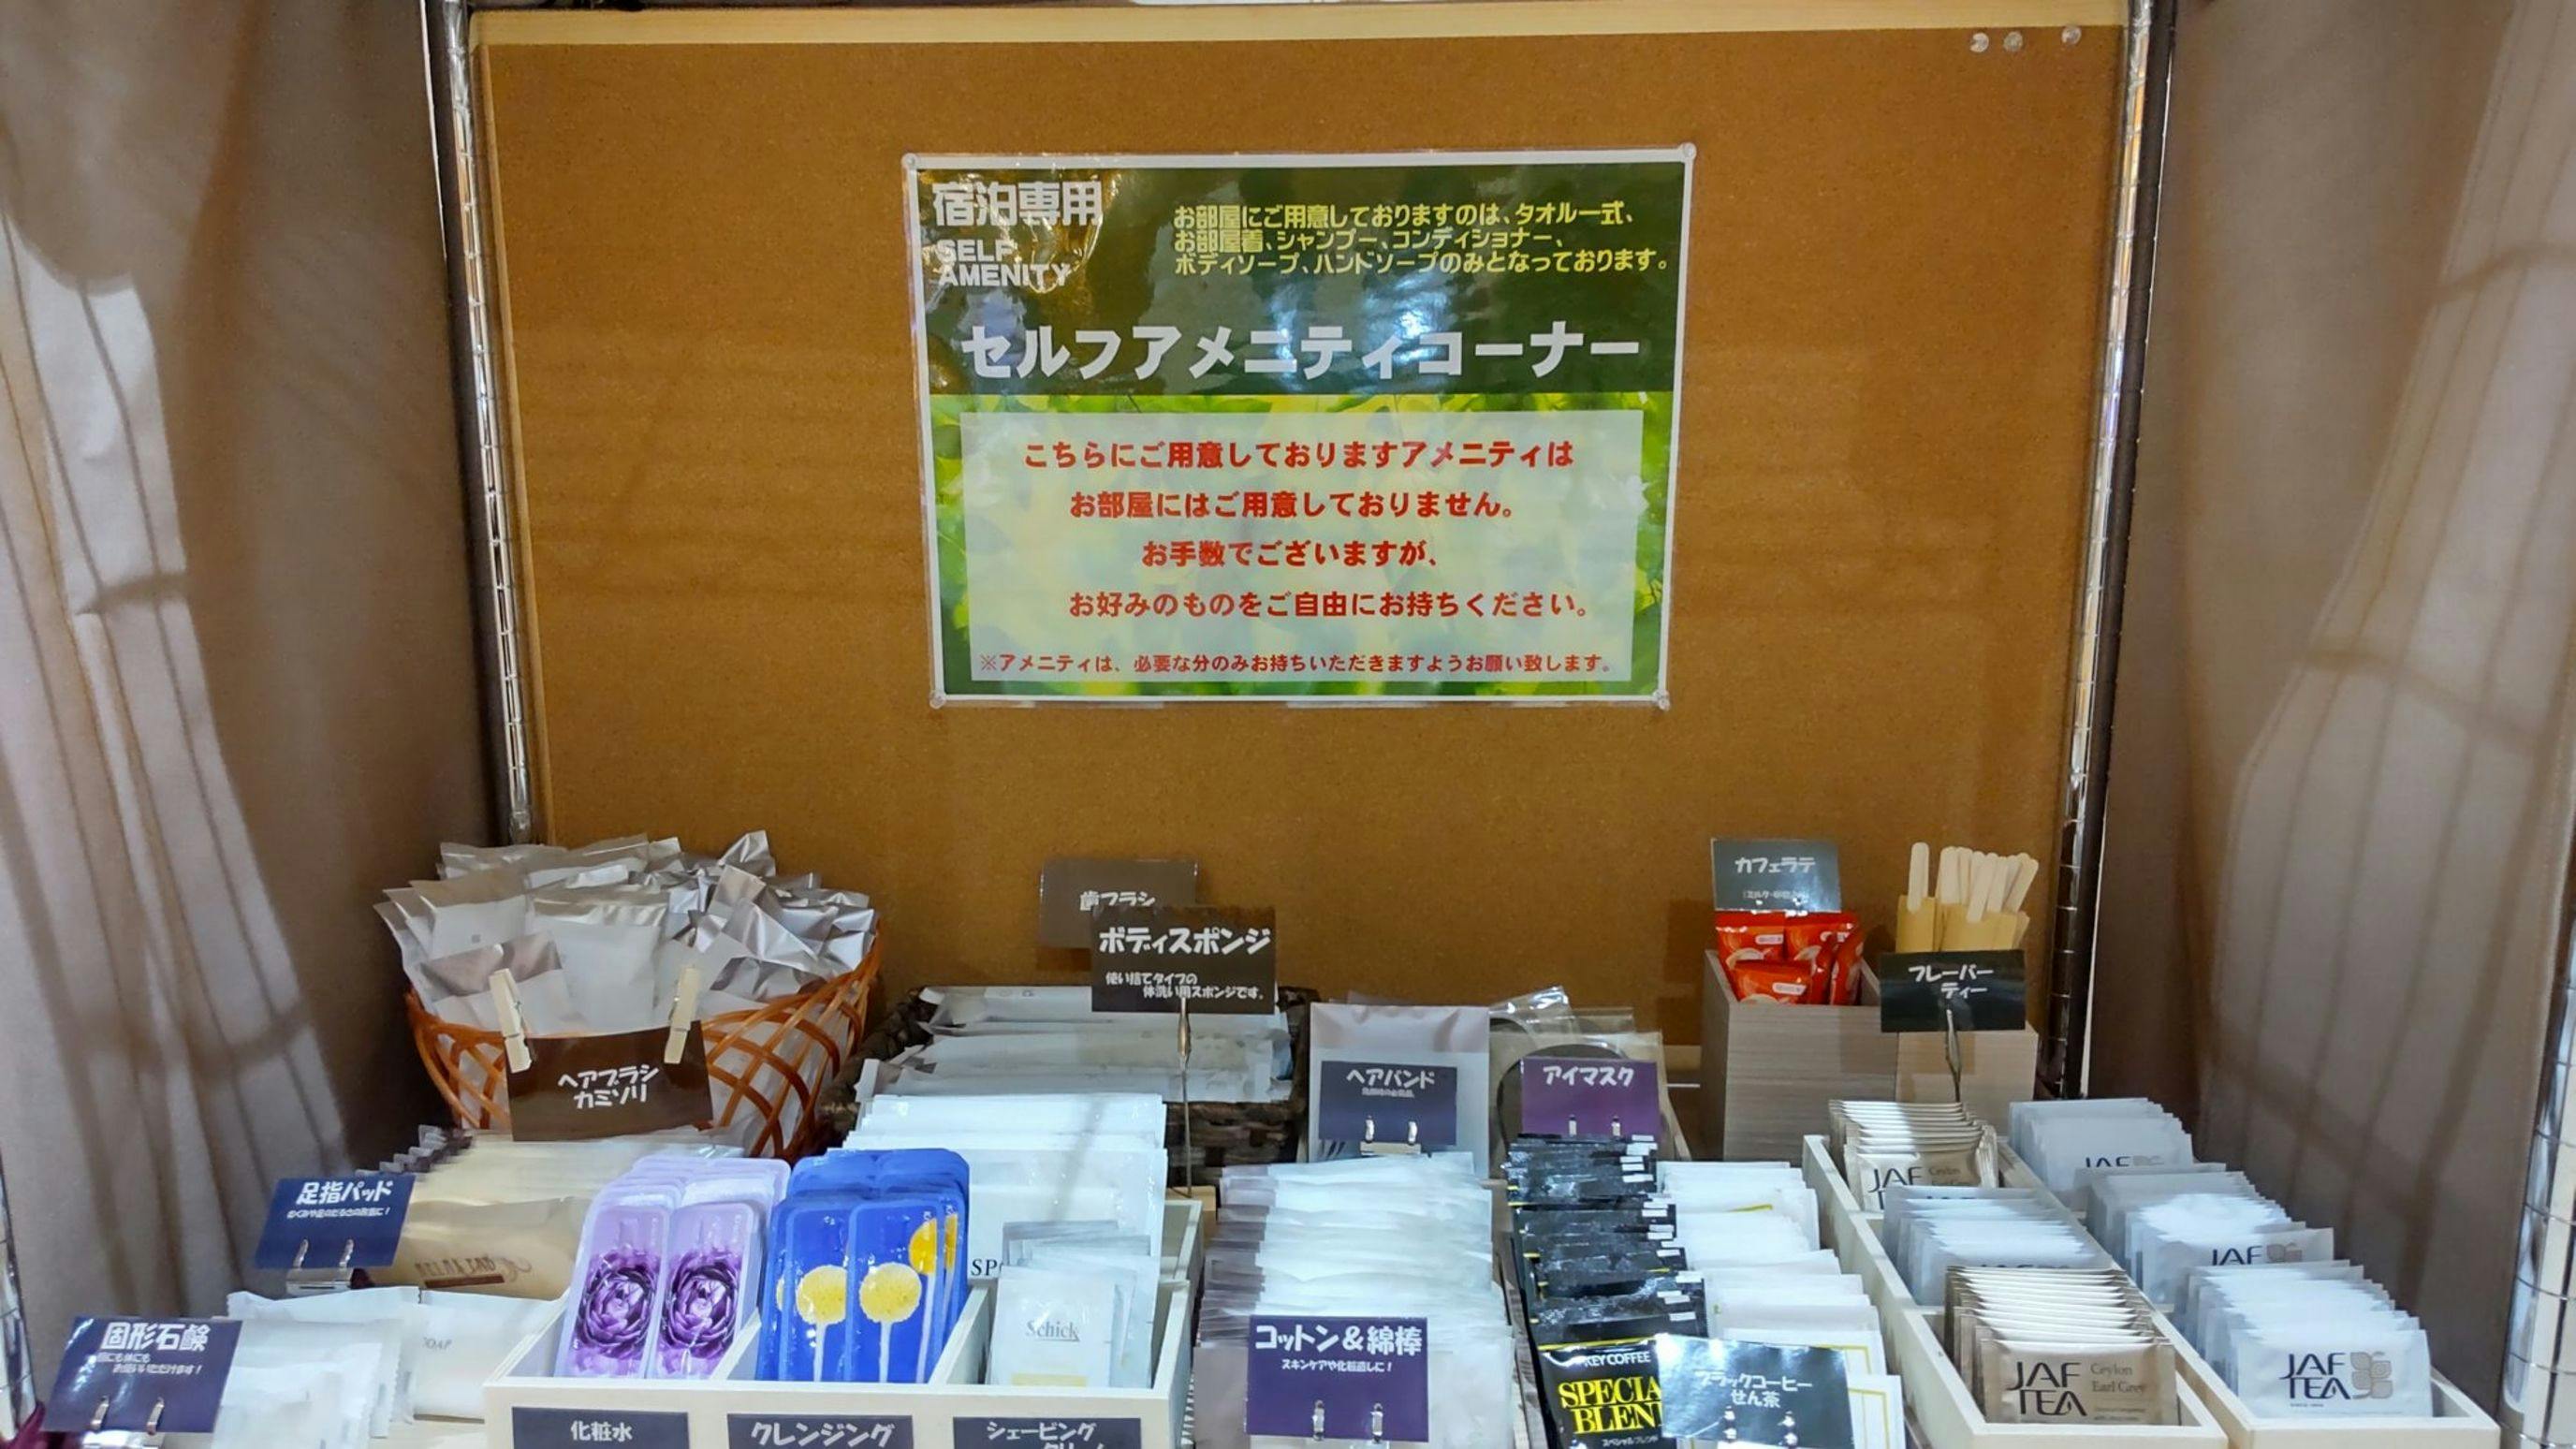 宿泊専用
SELF
AMENITY
お部屋にご用意しておりますのは、タオル一式、
お部屋着、シャンプー、コンディショナー、
ボディソープ、ハンドソープのみとなっております。
セルフアメニティコーナー
こちらにご用意しておりますアメニティは
お部屋にはご用意しておりません。
お手数でございますが、
お好みのものをご自由にお持ちください。
※アメニティは、必要な分のみお持ちいただきますようお願い致します。
カフェラテ
歯ブラシ
ボディスポンジ
使い捨てタイプの
体洗い用スポンジです。
フレーバー
ティー
ヘアブラシ
カミソリ
ヘアバンド
アイマスク
足指パッド
JAF
Ceylon
JAF
JAF
固形石鹸
SOAP
Schick
コットン&綿棒
スキンケアや化粧直しに!
KEY COFFEE
SPECIA
BLEN
ブラックコーヒー
せん茶
JAF
TEA
Ceylon
Earl Grey
JAF
TEA
化粧水
クレンジング
シェービング